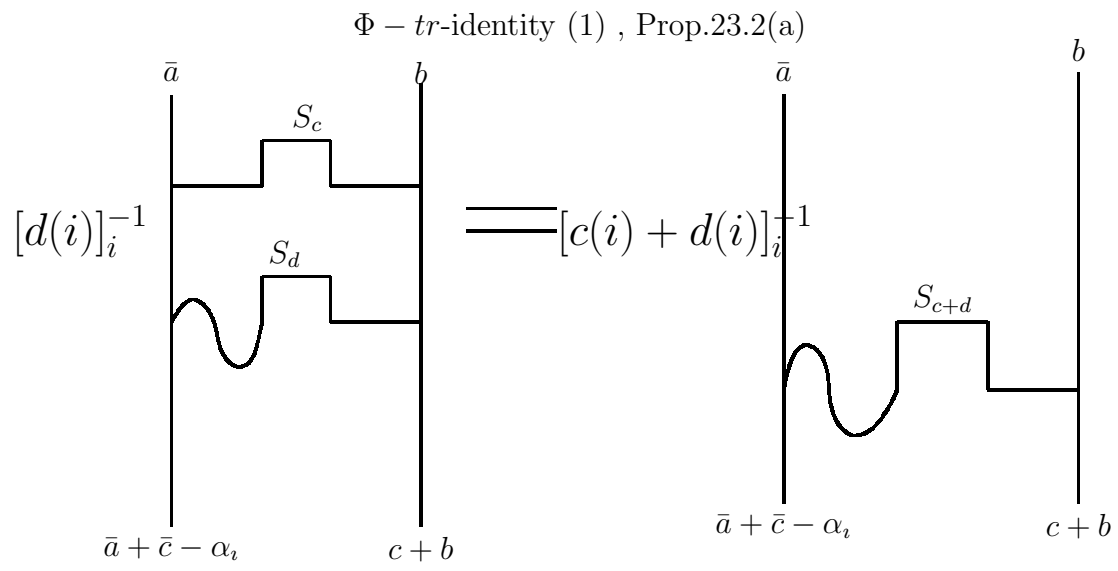 Φ − tr-identity (1) , Prop.23.2(a)
ā
b
S_c
[d(i)]_i^{-1}
S_d
ā + c̄ − α_ı
c + b
[c(i) + d(i)]_i^{-1}
ā
b
S_{c+d}
ā + c̄ − α_ı
c + b